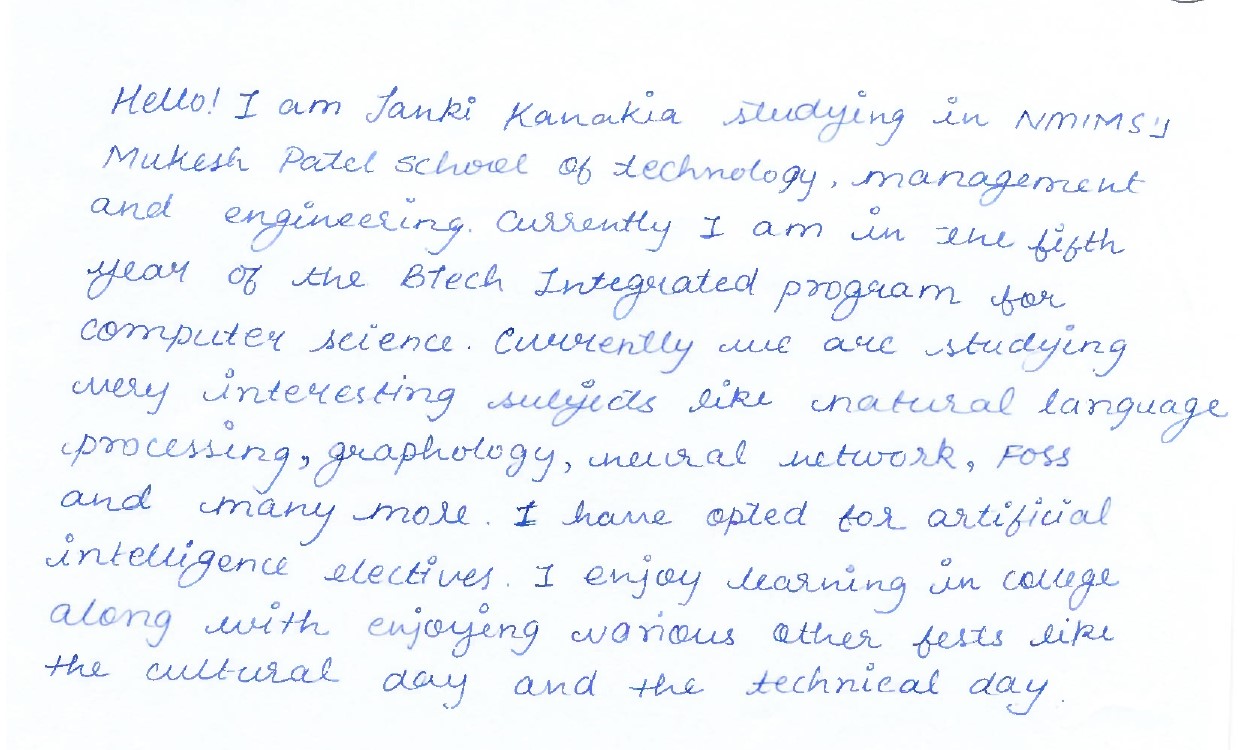 Hello! I am Janki Kanakia studying in NMIMS's
Mukesh Patel School of technology, management
and engineering. Currently I am in the fifth
year of the BTech Integrated program for
computer science. Currently we are studying
very interesting subjects like natural language
processing, graphology, neural network, FOSS
and many more. I have opted for artificial
intelligence electives. I enjoy learning in college
along with enjoying various other fests like
the cultural day and the technical day.